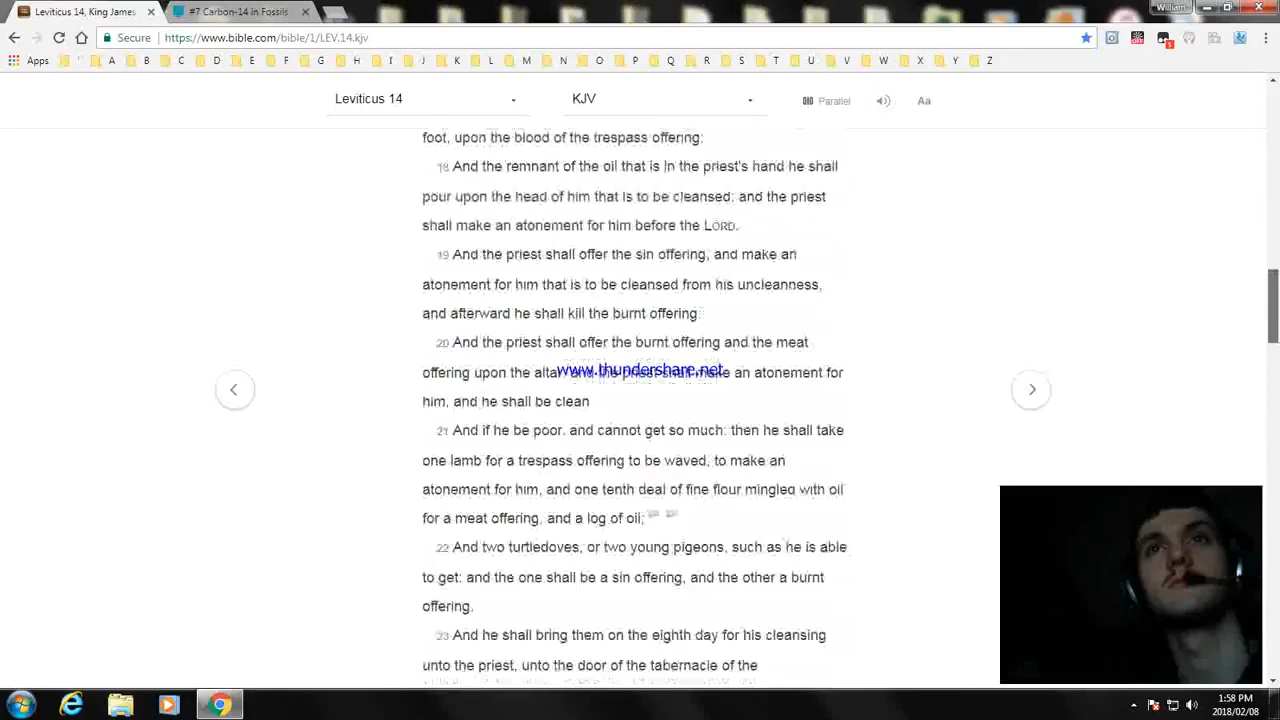 Leviticus 14, King James
#7 Carbon-14 in Fossils
William
Secure
https://www.bible.com/bible/1/LEV.14.kjv
Apps
A B C D E F G H I J K L M N O P Q R S T U V W X Y Z
Leviticus 14
KJV
Parallel
Aa
foot, upon the blood of the trespass offering:
18 And the remnant of the oil that is in the priest's hand he shall
pour upon the head of him that is to be cleansed: and the priest
shall make an atonement for him before the LORD.
19 And the priest shall offer the sin offering, and make an
atonement for him that is to be cleansed from his uncleanness,
and afterward he shall kill the burnt offering:
20 And the priest shall offer the burnt offering and the meat
offering upon the altar: and the priest shall make an atonement for
www.thundershare.net
him, and he shall be clean
21 And if he be poor, and cannot get so much: then he shall take
one lamb for a trespass offering to be waved, to make an
atonement for him, and one tenth deal of fine flour mingled with oil
for a meat offering, and a log of oil;
22 And two turtledoves, or two young pigeons, such as he is able
to get: and the one shall be a sin offering, and the other a burnt
offering.
23 And he shall bring them on the eighth day for his cleansing
unto the priest, unto the door of the tabernacle of the
1:58 PM
2018/02/08